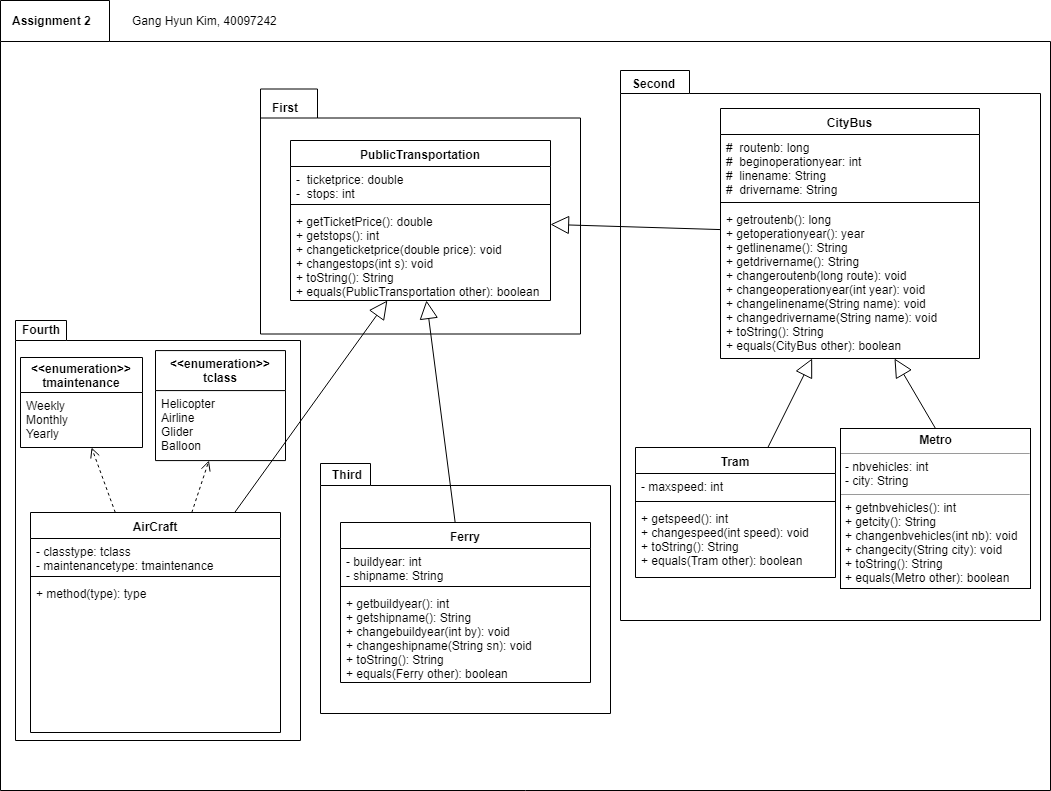 Assignment 2
Gang Hyun Kim, 40097242
First
PublicTransportation
- ticketprice: double
- stops: int
+ getTicketPrice(): double
+ getstops(): int
+ changeticketprice(double price): void
+ changestops(int s): void
+ toString(): String
+ equals(PublicTransportation other): boolean
Second
CityBus
# routenb: long
# beginoperationyear: int
# linename: String
# drivername: String
+ getroutenb(): long
+ getoperationyear(): year
+ getlinename(): String
+ getdrivername(): String
+ changeroutenb(long route): void
+ changeoperationyear(int year): void
+ changelinename(String name): void
+ changedrivername(String name): void
+ toString(): String
+ equals(CityBus other): boolean
Tram
- maxspeed: int
+ getspeed(): int
+ changespeed(int speed): void
+ toString(): String
+ equals(Tram other): boolean
Metro
- nbvehicles: int
- city: String
+ getnbvehicles(): int
+ getcity(): String
+ changenbvehicles(int nb): void
+ changecity(String city): void
+ toString(): String
+ equals(Metro other): boolean
Third
Ferry
- buildyear: int
- shipname: String
+ getbuildyear(): int
+ getshipname(): String
+ changebuildyear(int by): void
+ changeshipname(String sn): void
+ toString(): String
+ equals(Ferry other): boolean
Fourth
<<enumeration>>
tmaintenance
Weekly
Monthly
Yearly
<<enumeration>>
tclass
Helicopter
Airline
Glider
Balloon
AirCraft
- classtype: tclass
- maintenancetype: tmaintenance
+ method(type): type